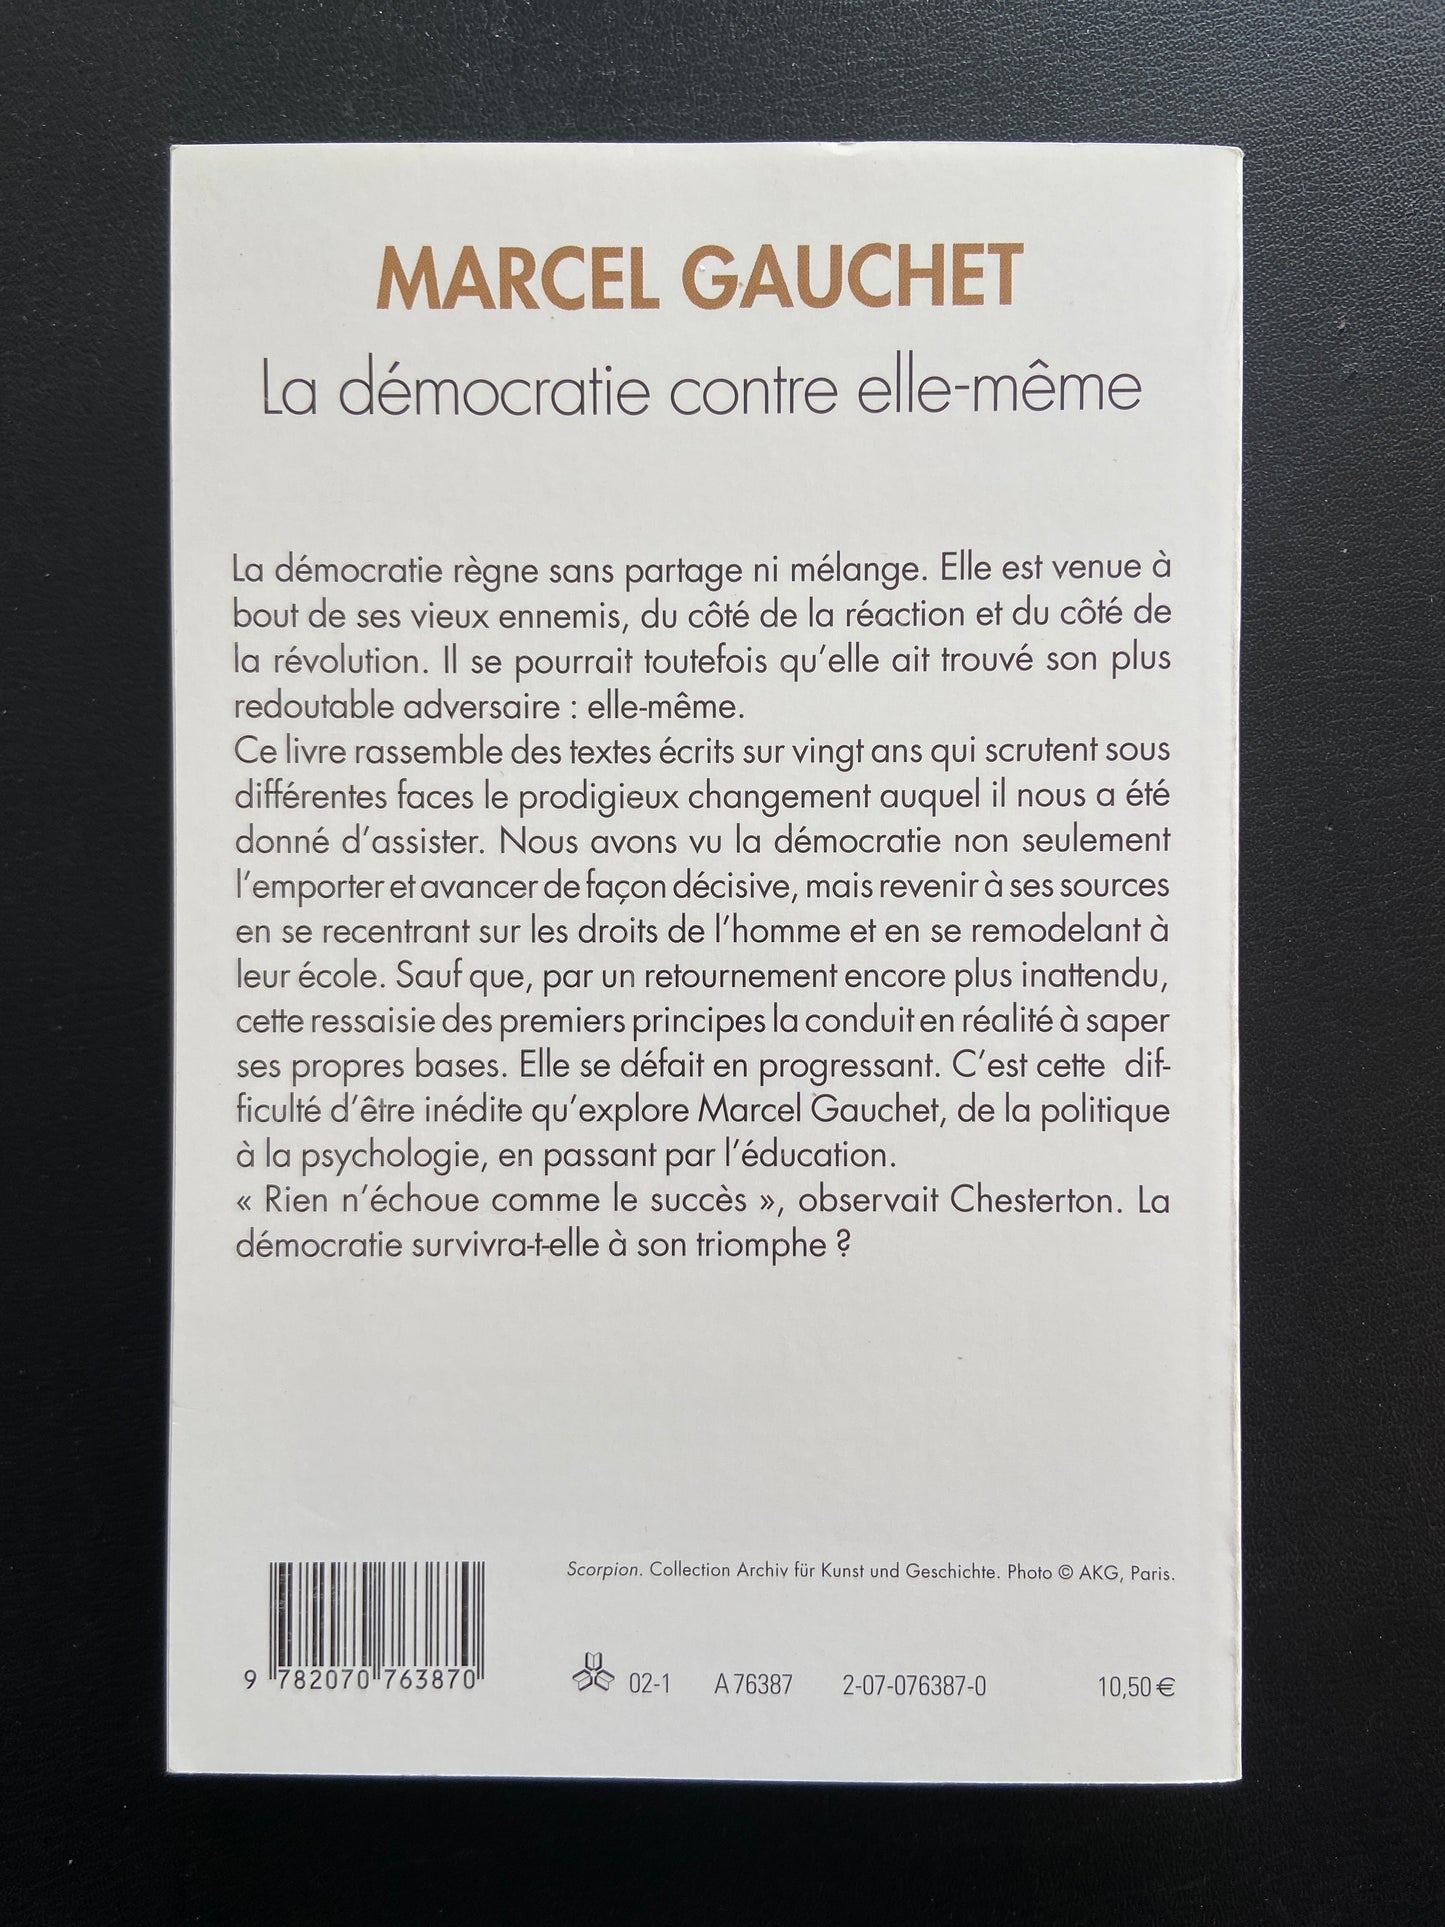 MARCEL GAUCHET
La démocratie contre elle-même
La démocratie règne sans partage ni mélange. Elle est venue à
bout de ses vieux ennemis, du côté de la réaction et du côté de
la révolution. Il se pourrait toutefois qu'elle ait trouvé son plus
redoutable adversaire : elle-même.
Ce livre rassemble des textes écrits sur vingt ans qui scrutent sous
différentes faces le prodigieux changement auquel il nous a été
donné d'assister. Nous avons vu la démocratie non seulement
l'emporter et avancer de façon décisive, mais revenir à ses sources
en se recentrant sur les droits de l'homme et en se remodelant à
leur école. Sauf que, par un retournement encore plus inattendu,
cette ressaisie des premiers principes la conduit en réalité à saper
ses propres bases. Elle se défait en progressant. C'est cette dif-
ficulté d'être inédite qu'explore Marcel Gauchet, de la politique
à la psychologie, en passant par l'éducation.
« Rien n'échoue comme le succès », observait Chesterton. La
démocratie survivra-t-elle à son triomphe ?
Scorpion. Collection Archiv für Kunst und Geschichte. Photo © AKG, Paris.
9 782070 763870
02-1 A 76387 2-07-076387-0 10,50 €